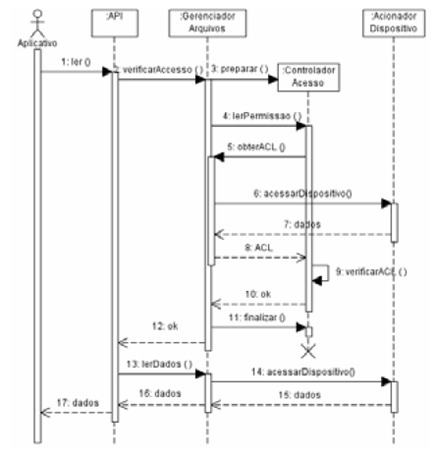 :API
:Gerenciador
Arquivos
:Acionador
Dispositivo
Aplicativo
1: ler ()
2: verificarAccesso ( )
3: preparar ( )
:Controlador
Acesso
4: lerPermissao ( )
5: obterACL ()
6: acessarDispositivo()
7: dados
8: ACL
9: verificarACL ( )
10: ok
11: finalizar ( )
12: ok
13: lerDados ( )
14: acessarDispositivo()
15: dados
16: dados
17: dados